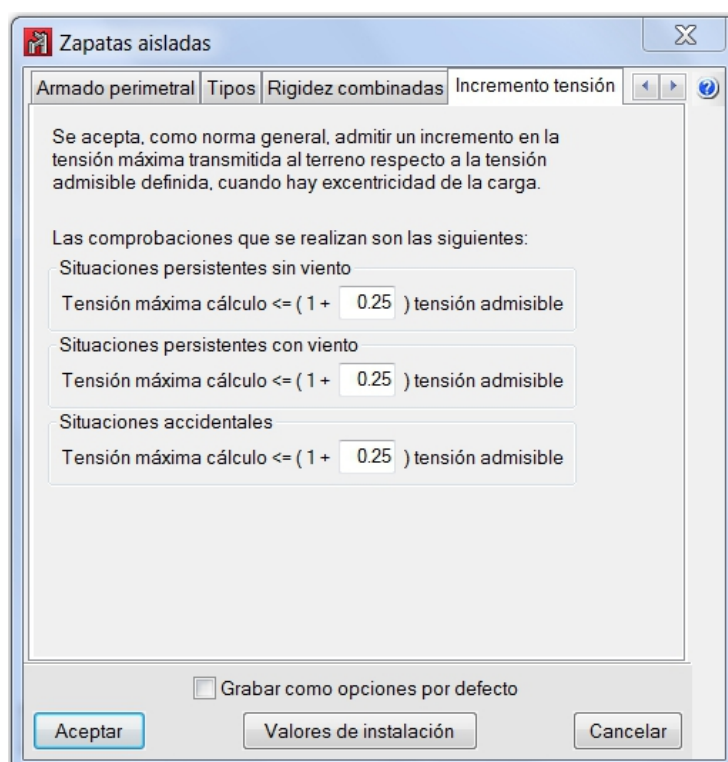 Zapatas aisladas
Armado perimetral Tipos Rigidez combinadas Incremento tensión
Se acepta, como norma general, admitir un incremento en la
tensión máxima transmitida al terreno respecto a la tensión
admisible definida, cuando hay excentricidad de la carga.
Las comprobaciones que se realizan son las siguientes:
Situaciones persistentes sin viento
Tensión máxima cálculo <= ( 1 + 0.25 ) tensión admisible
Situaciones persistentes con viento
Tensión máxima cálculo <= ( 1 + 0.25 ) tensión admisible
Situaciones accidentales
Tensión máxima cálculo <= ( 1 + 0.25 ) tensión admisible
Grabar como opciones por defecto
Aceptar Valores de instalación Cancelar